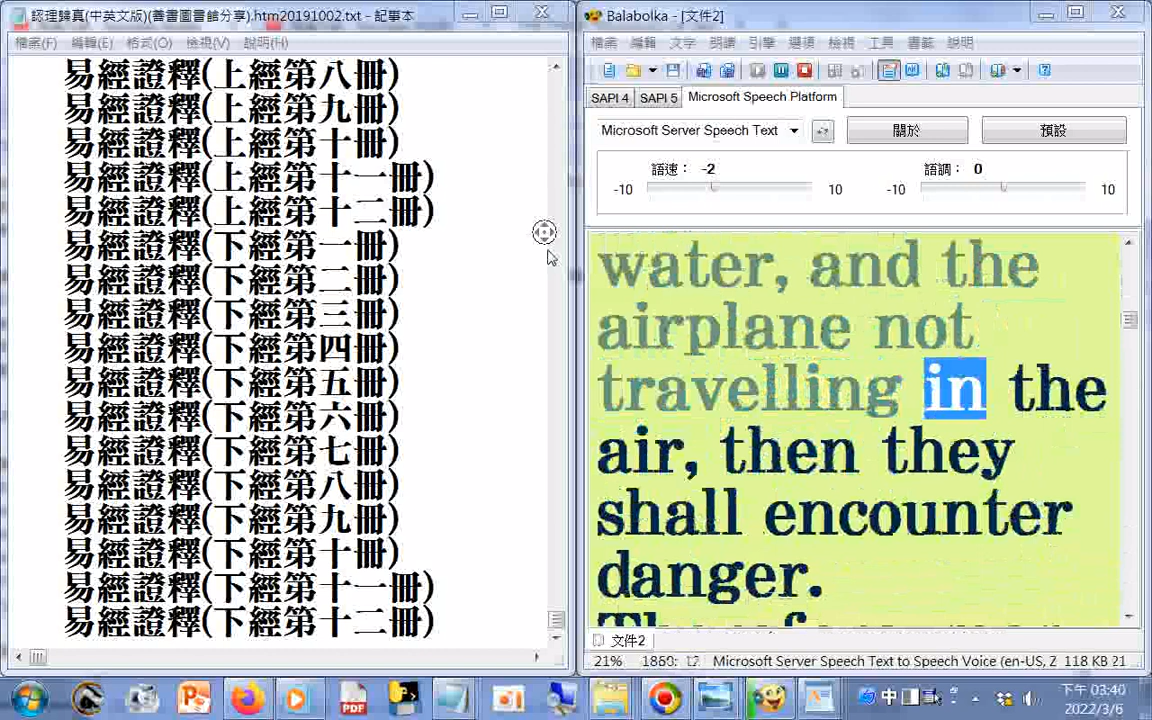 認理歸真(中英文版)(善書圖書館分享).htm20191002.txt - 記事本
檔案(F) 編輯(E) 格式(O) 檢視(V) 說明(H)
易經證釋(上經第八冊)
易經證釋(上經第九冊)
易經證釋(上經第十冊)
易經證釋(上經第十一冊)
易經證釋(上經第十二冊)
易經證釋(下經第一冊)
易經證釋(下經第二冊)
易經證釋(下經第三冊)
易經證釋(下經第四冊)
易經證釋(下經第五冊)
易經證釋(下經第六冊)
易經證釋(下經第七冊)
易經證釋(下經第八冊)
易經證釋(下經第九冊)
易經證釋(下經第十冊)
易經證釋(下經第十一冊)
易經證釋(下經第十二冊)
Balabolka - [文件2]
檔案 編輯 文字 朗讀 引擎 選項 檢視 工具 書籤 說明
SAPI 4 SAPI 5 Microsoft Speech Platform
Microsoft Server Speech Text 關於 預設
語速： -2 語調： 0
-10 10 -10 10
water, and the
airplane not
travelling in the
air, then they
shall encounter
danger.
文件2
21% Microsoft Server Speech Text to Speech Voice (en-US, Z 118 KB 21
PDF 中 下午 03:40
2022/3/6